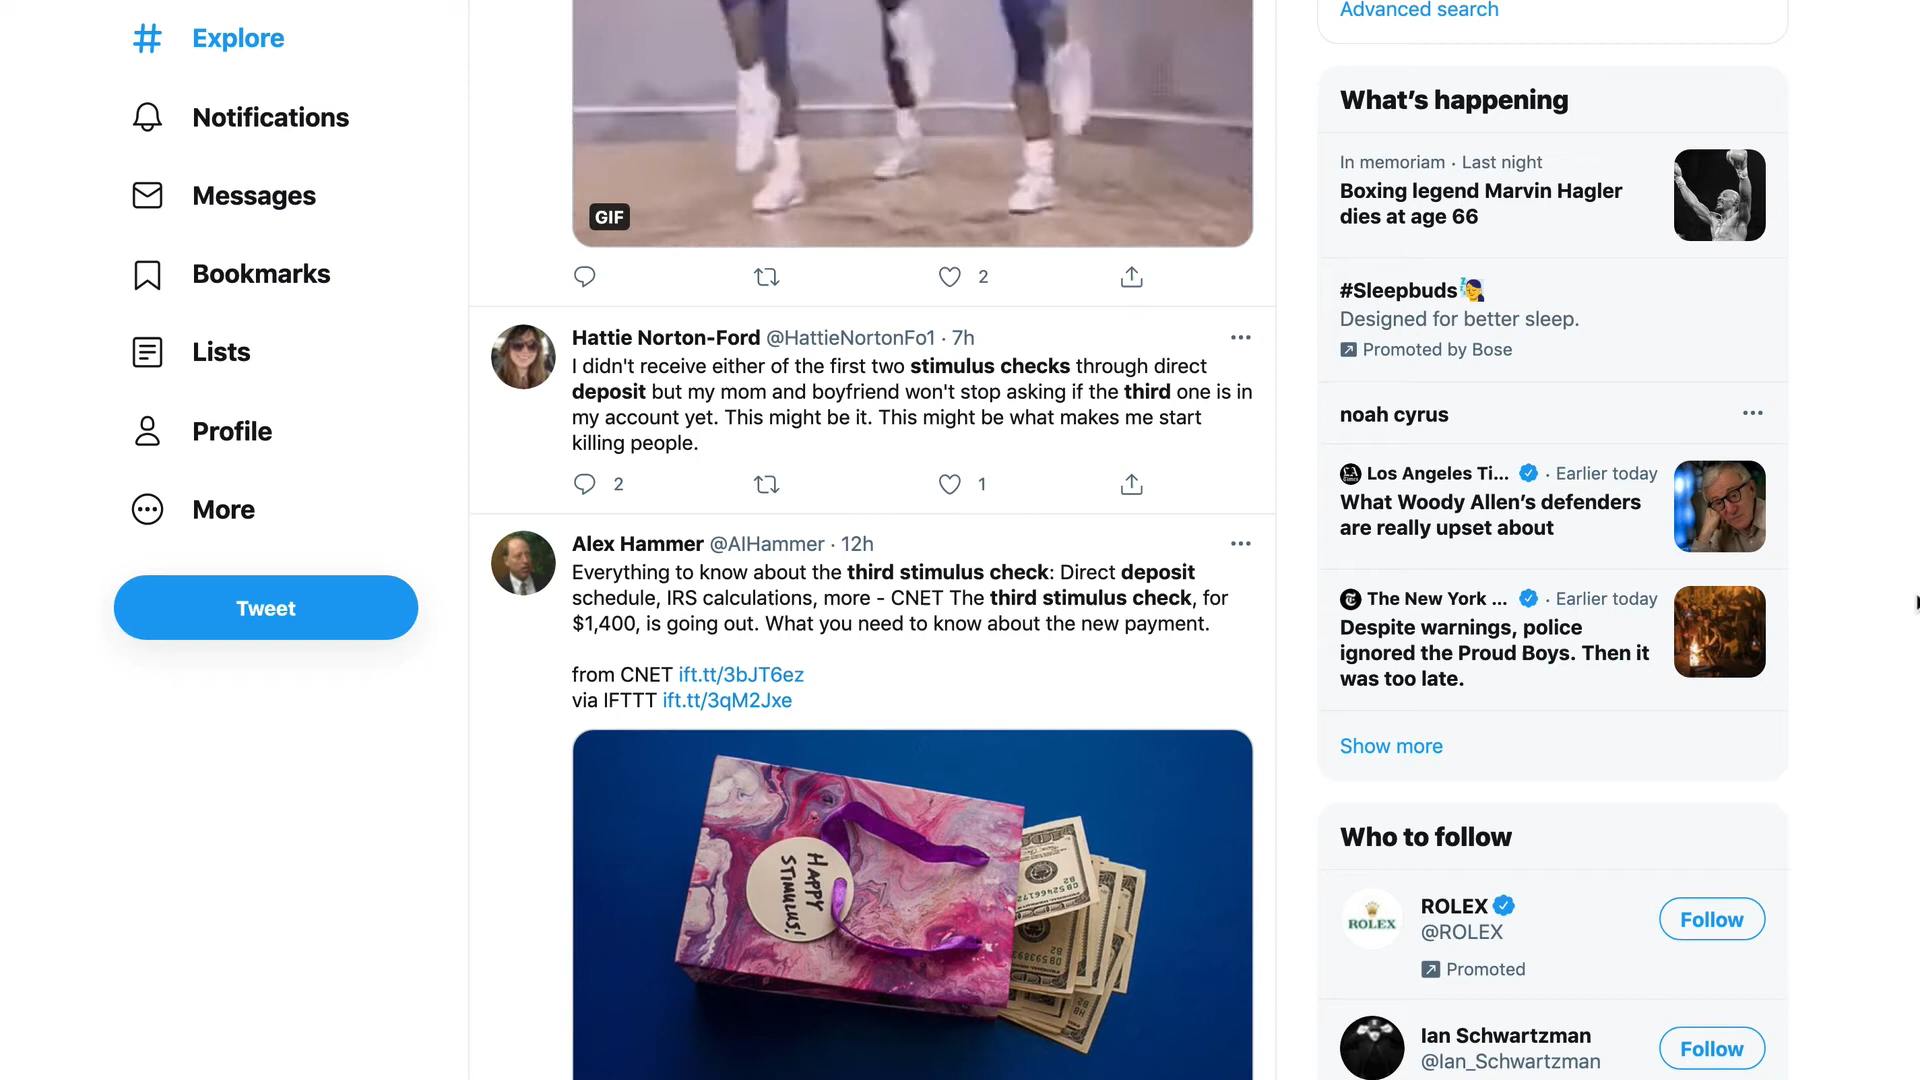 Explore
Notifications
Messages
Bookmarks
Lists
Profile
More
Tweet
GIF
2
Hattie Norton-Ford @HattieNortonFo1 · 7h
I didn't receive either of the first two stimulus checks through direct
deposit but my mom and boyfriend won't stop asking if the third one is in
my account yet. This might be it. This might be what makes me start
killing people.
2
1
Alex Hammer @AlHammer · 12h
Everything to know about the third stimulus check: Direct deposit
schedule, IRS calculations, more - CNET The third stimulus check, for
$1,400, is going out. What you need to know about the new payment.
from CNET ift.tt/3bJT6ez
via IFTTT ift.tt/3qM2Jxe
HAPPY
STIMULUS!
Advanced search
What's happening
In memoriam · Last night
Boxing legend Marvin Hagler
dies at age 66
#Sleepbuds
Designed for better sleep.
Promoted by Bose
noah cyrus
Los Angeles Ti... · Earlier today
What Woody Allen's defenders
are really upset about
The New York ... · Earlier today
Despite warnings, police
ignored the Proud Boys. Then it
was too late.
Show more
Who to follow
ROLEX
ROLEX
@ROLEX
Follow
Promoted
Ian Schwartzman
@Ian_Schwartzman
Follow